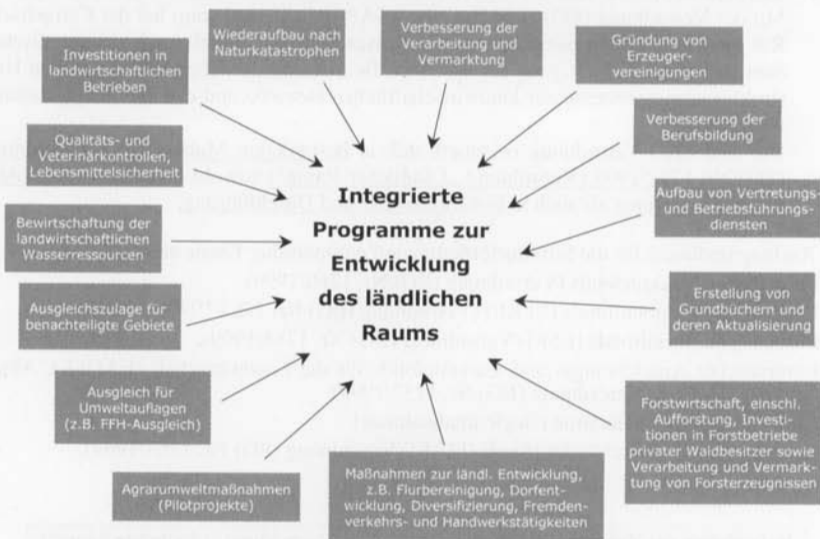 Investitionen in
landwirtschaftlichen
Betrieben
Wiederaufbau nach
Naturkatastrophen
Verbesserung der
Verarbeitung und
Vermarktung
Gründung von
Erzeuger-
vereinigungen
Verbesserung der
Berufsbildung
Qualitäts- und
Veterinärkontrollen,
Lebensmittelsicherheit
Aufbau von Vertretungs-
und Betriebsführungs-
diensten
Integrierte
Programme zur
Entwicklung
des ländlichen
Raums
Bewirtschaftung der
landwirtschaftlichen
Wasserressourcen
Ausgleichszulage für
benachteiligte Gebiete
Erstellung von
Grundbüchern und
deren Aktualisierung
Ausgleich für
Umweltauflagen
(z.B. FFH-Ausgleich)
Forstwirtschaft, einschl.
Aufforstung, Investi-
tionen in Forstbetriebe
privater Waldbesitzer sowie
Verarbeitung und Vermark-
tung von Forsterzeugnissen
Agrarumweltmaßnahmen
(Pilotprojekte)
Maßnahmen zur ländl. Entwicklung,
z.B. Flurbereinigung, Dorfent-
wicklung, Diversifizierung, Fremden-
verkehrs- und Handwerkstätigkeiten